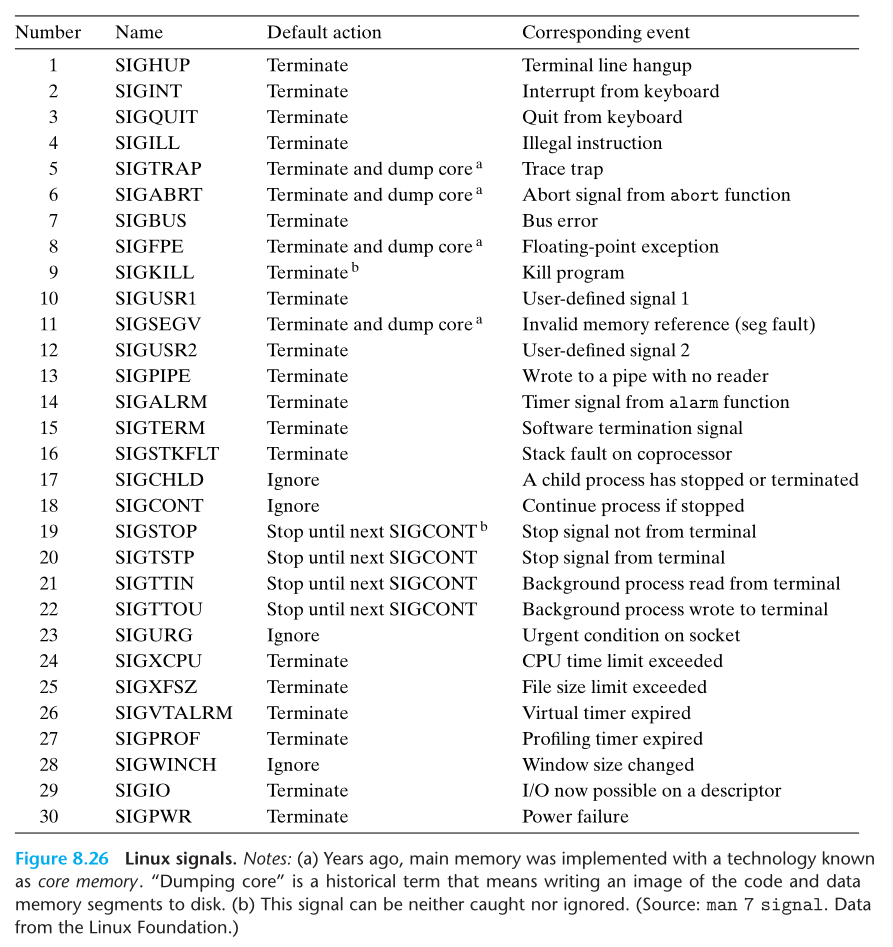 Number Name Default action Corresponding event
1 SIGHUP Terminate Terminal line hangup
2 SIGINT Terminate Interrupt from keyboard
3 SIGQUIT Terminate Quit from keyboard
4 SIGILL Terminate Illegal instruction
5 SIGTRAP Terminate and dump core a Trace trap
6 SIGABRT Terminate and dump core a Abort signal from abort function
7 SIGBUS Terminate Bus error
8 SIGFPE Terminate and dump core a Floating-point exception
9 SIGKILL Terminate b Kill program
10 SIGUSR1 Terminate User-defined signal 1
11 SIGSEGV Terminate and dump core a Invalid memory reference (seg fault)
12 SIGUSR2 Terminate User-defined signal 2
13 SIGPIPE Terminate Wrote to a pipe with no reader
14 SIGALRM Terminate Timer signal from alarm function
15 SIGTERM Terminate Software termination signal
16 SIGSTKFLT Terminate Stack fault on coprocessor
17 SIGCHLD Ignore A child process has stopped or terminated
18 SIGCONT Ignore Continue process if stopped
19 SIGSTOP Stop until next SIGCONT b Stop signal not from terminal
20 SIGTSTP Stop until next SIGCONT Stop signal from terminal
21 SIGTTIN Stop until next SIGCONT Background process read from terminal
22 SIGTTOU Stop until next SIGCONT Background process wrote to terminal
23 SIGURG Ignore Urgent condition on socket
24 SIGXCPU Terminate CPU time limit exceeded
25 SIGXFSZ Terminate File size limit exceeded
26 SIGVTALRM Terminate Virtual timer expired
27 SIGPROF Terminate Profiling timer expired
28 SIGWINCH Ignore Window size changed
29 SIGIO Terminate I/O now possible on a descriptor
30 SIGPWR Terminate Power failure
Figure 8.26 Linux signals. Notes: (a) Years ago, main memory was implemented with a technology known
as core memory. “Dumping core” is a historical term that means writing an image of the code and data
memory segments to disk. (b) This signal can be neither caught nor ignored. (Source: man 7 signal. Data
from the Linux Foundation.)